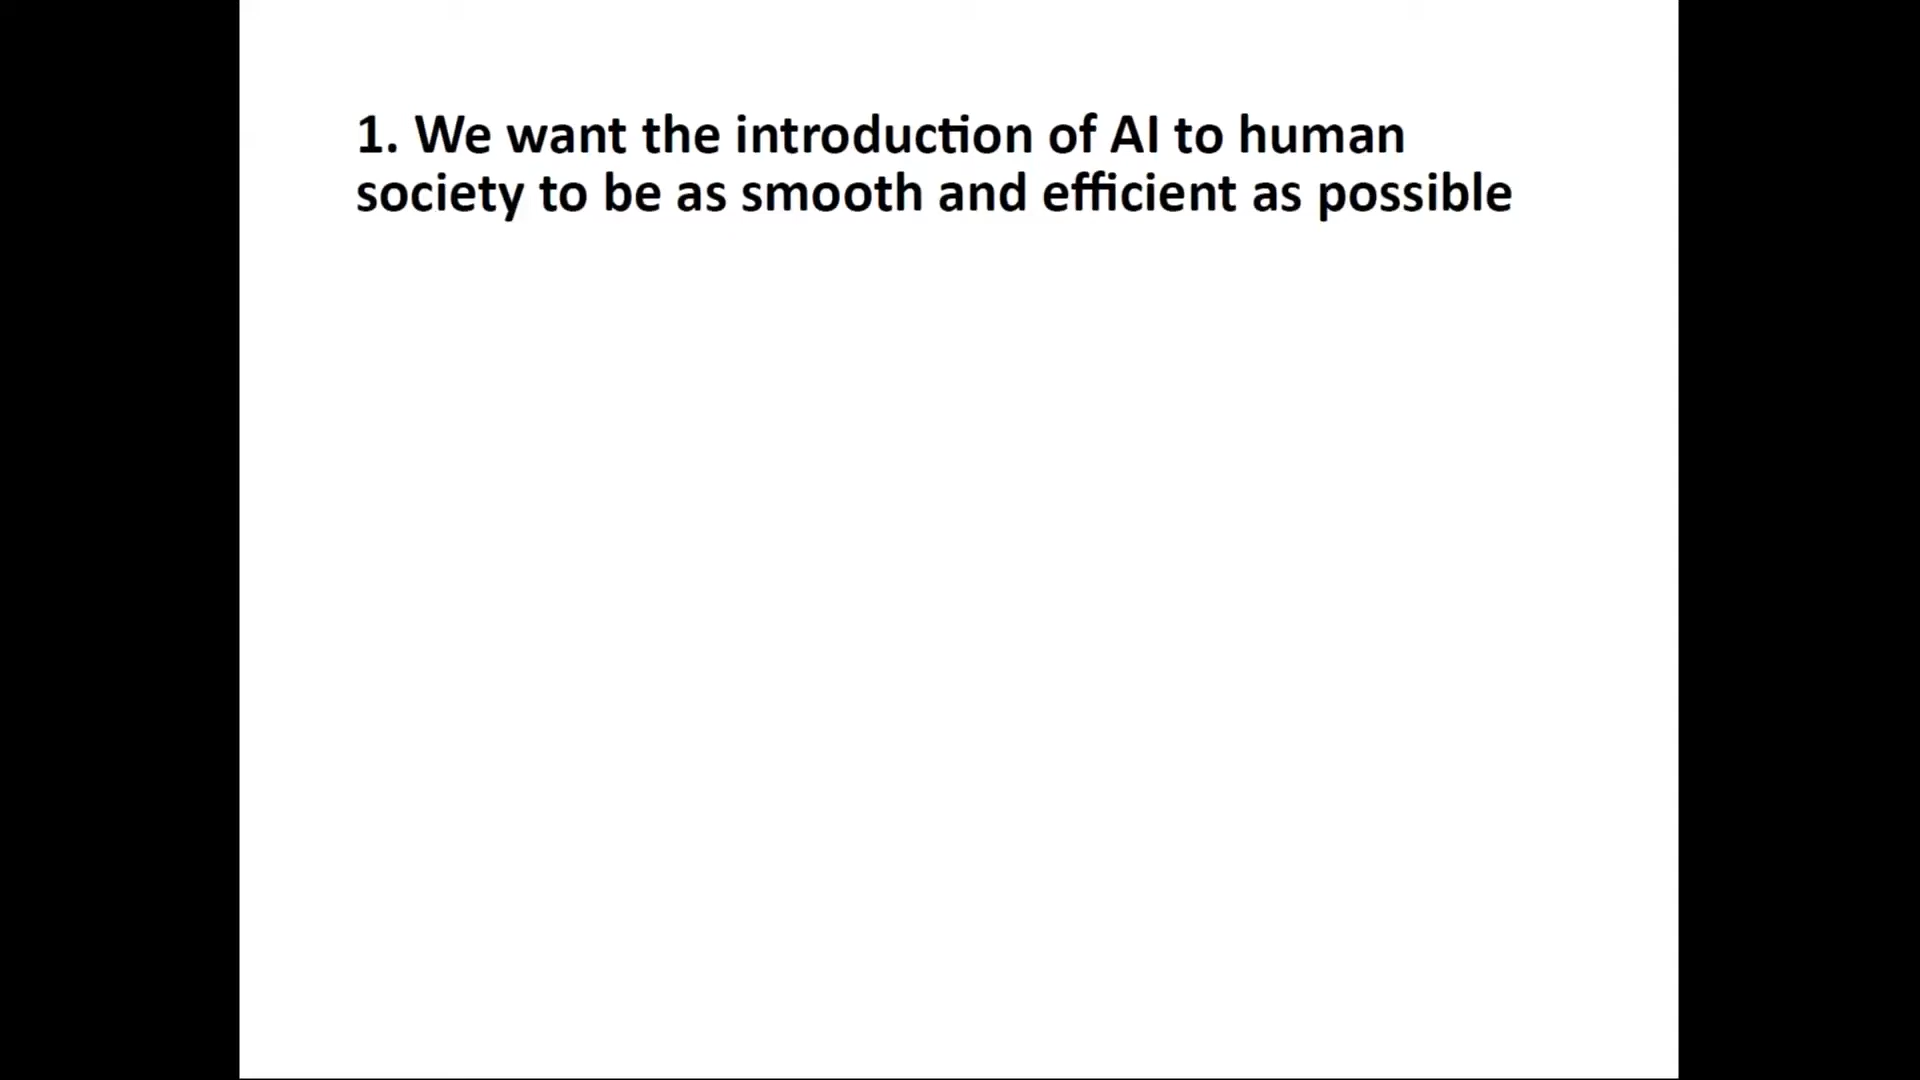 1. We want the introduction of AI to human
society to be as smooth and efficient as possible